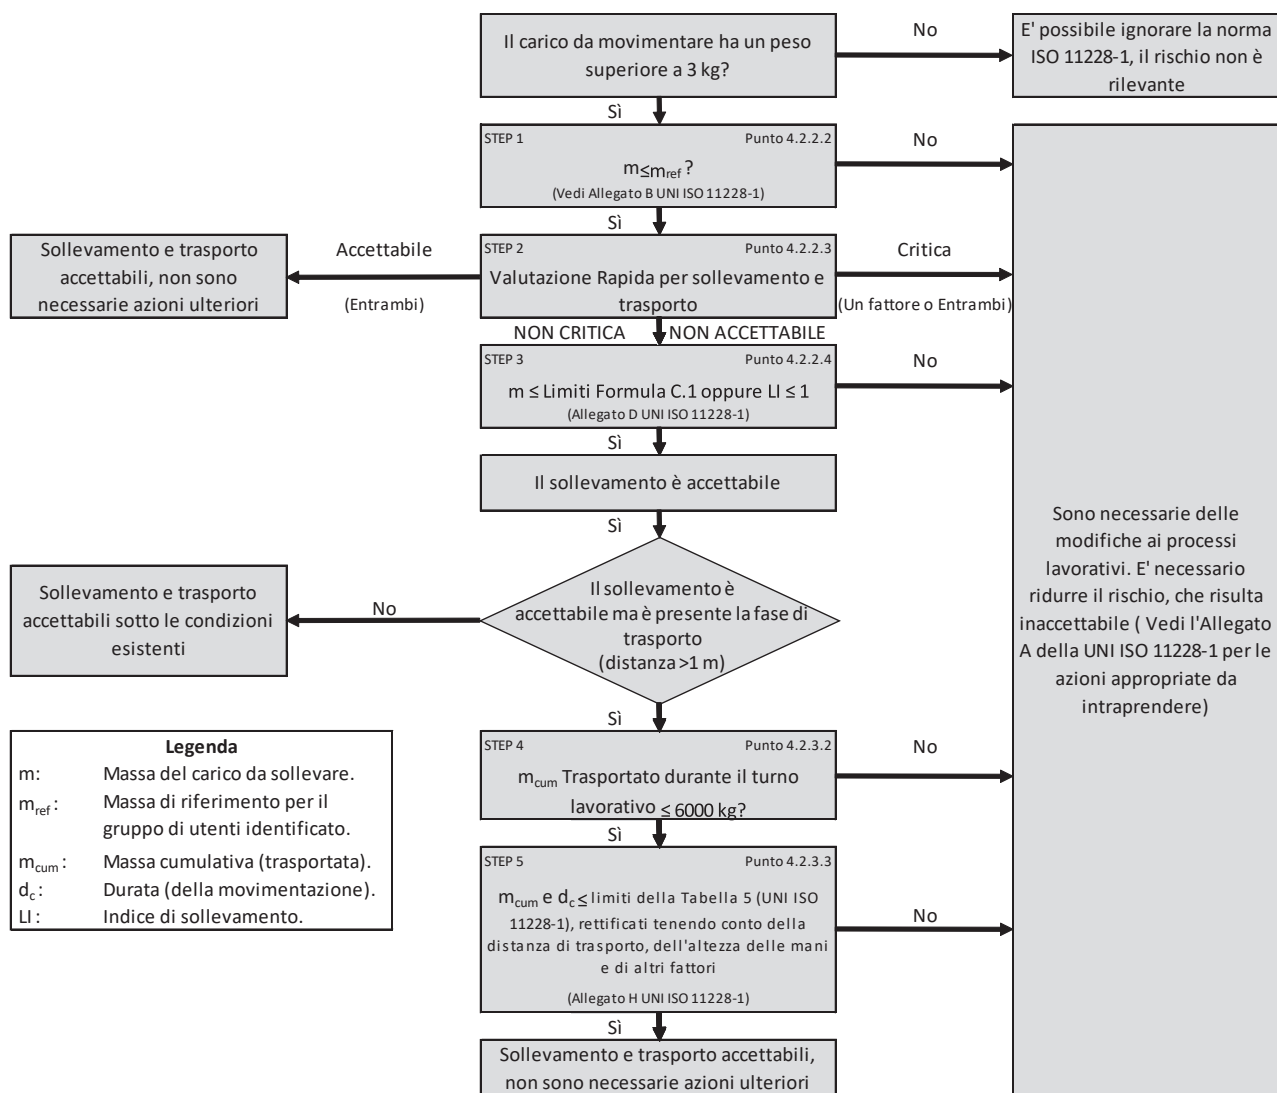 Il carico da movimentare ha un peso
superiore a 3 kg?
No
E' possibile ignorare la norma
ISO 11228-1, il rischio non è
rilevante
Sì
STEP 1 Punto 4.2.2.2
m≤mref ?
(Vedi Allegato B UNI ISO 11228-1)
No
Sì
Sollevamento e trasporto
accettabili, non sono
necessarie azioni ulteriori
Accettabile
(Entrambi)
STEP 2 Punto 4.2.2.3
Valutazione Rapida per sollevamento e
trasporto
Critica
(Un fattore o Entrambi)
NON CRITICA NON ACCETTABILE
STEP 3 Punto 4.2.2.4
m ≤ Limiti Formula C.1 oppure LI ≤ 1
(Allegato D UNI ISO 11228-1)
No
Sì
Il sollevamento è accettabile
Sì
Il sollevamento è
accettabile ma è presente la fase di
trasporto
(distanza >1 m)
No
Sollevamento e trasporto
accettabili sotto le condizioni
esistenti
Sono necessarie delle
modifiche ai processi
lavorativi. E' necessario
ridurre il rischio, che risulta
inaccettabile ( Vedi l'Allegato
A della UNI ISO 11228-1 per le
azioni appropriate da
intraprendere)
Sì
STEP 4 Punto 4.2.3.2
mcum Trasportato durante il turno
lavorativo ≤ 6000 kg?
No
Sì
STEP 5 Punto 4.2.3.3
mcum e dc≤ limiti della Tabella 5 (UNI ISO
11228-1), rettificati tenendo conto della
distanza di trasporto, dell'altezza delle mani
e di altri fattori
(Allegato H UNI ISO 11228-1)
No
Sì
Sollevamento e trasporto accettabili,
non sono necessarie azioni ulteriori
Legenda
m: Massa del carico da sollevare.
mref : Massa di riferimento per il
gruppo di utenti identificato.
mcum : Massa cumulativa (trasportata).
dc : Durata (della movimentazione).
LI : Indice di sollevamento.